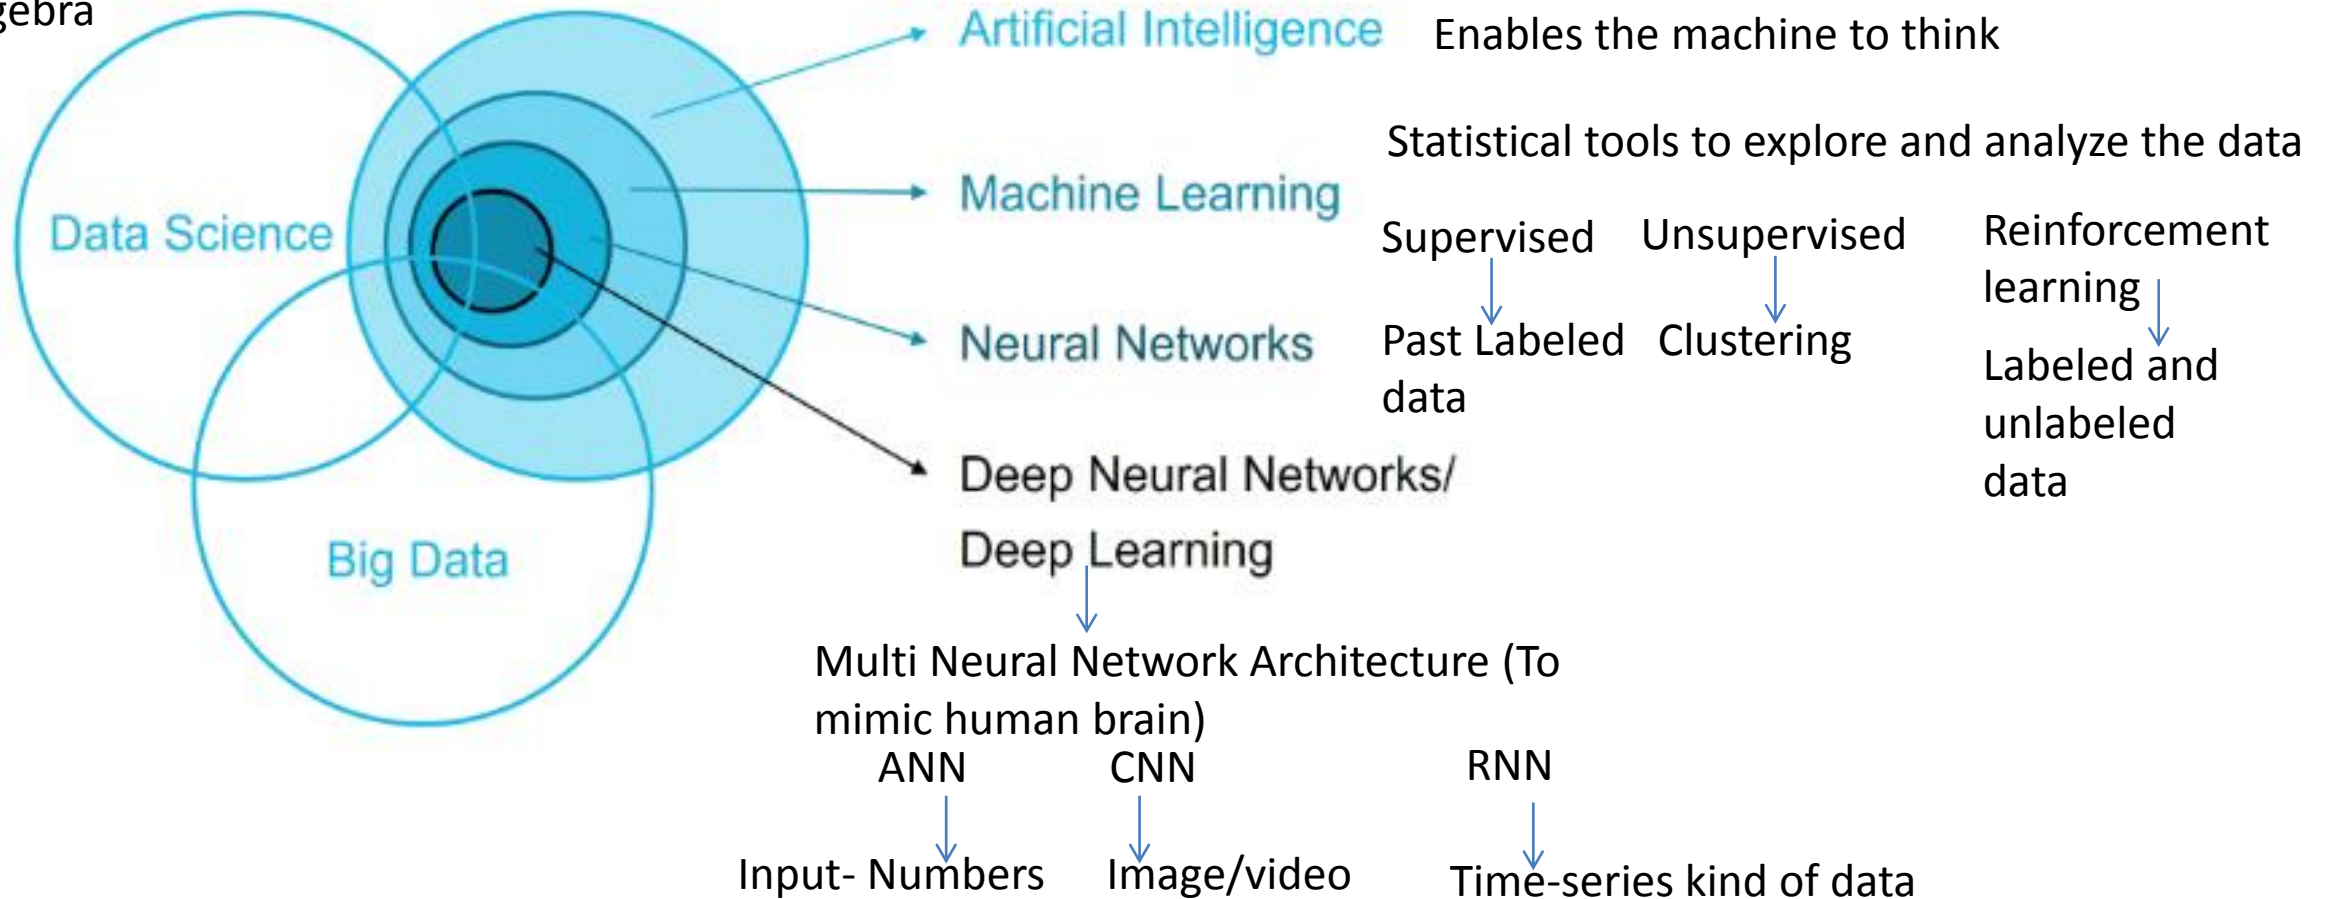 gebra
Artificial Intelligence
Enables the machine to think
Statistical tools to explore and analyze the data
Machine Learning
Data Science
Supervised
Unsupervised
Reinforcement
learning
Neural Networks
Past Labeled
data
Clustering
Labeled and
unlabeled
data
Deep Neural Networks/
Deep Learning
Big Data
Multi Neural Network Architecture (To
mimic human brain)
ANN
CNN
RNN
Input- Numbers
Image/video
Time-series kind of data